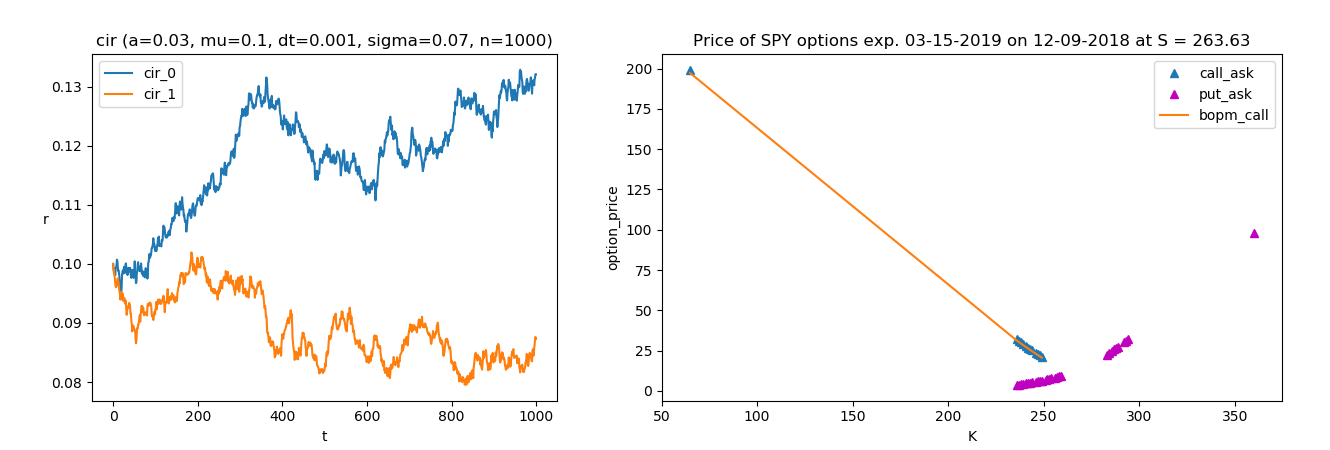 cir (a=0.03, mu=0.1, dt=0.001, sigma=0.07, n=1000)
cir_0
cir_1
0.13
0.12
0.11
0.10
0.09
0.08
r
0
200
400
600
800
1000
t
Price of SPY options exp. 03-15-2019 on 12-09-2018 at S = 263.63
call_ask
put_ask
bopm_call
200
175
150
125
100
75
50
25
0
option_price
50
100
150
200
250
300
350
K